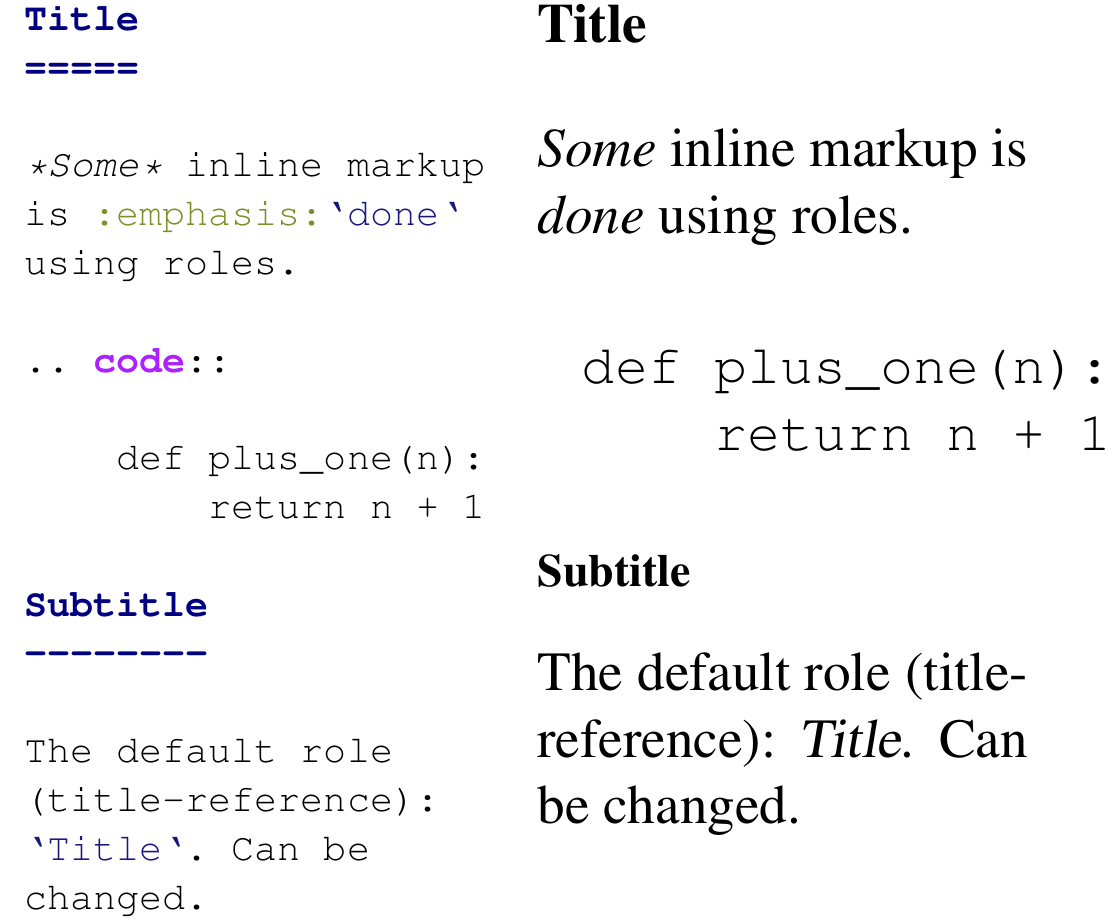 Title
=====
*Some* inline markup
is :emphasis:`done`
using roles.
.. code::
    def plus_one(n):
        return n + 1
Subtitle
--------
The default role
(title-reference):
`Title`. Can be
changed.
Title
Some inline markup is
done using roles.
def plus_one(n):
    return n + 1
Subtitle
The default role (title-
reference): Title. Can
be changed.